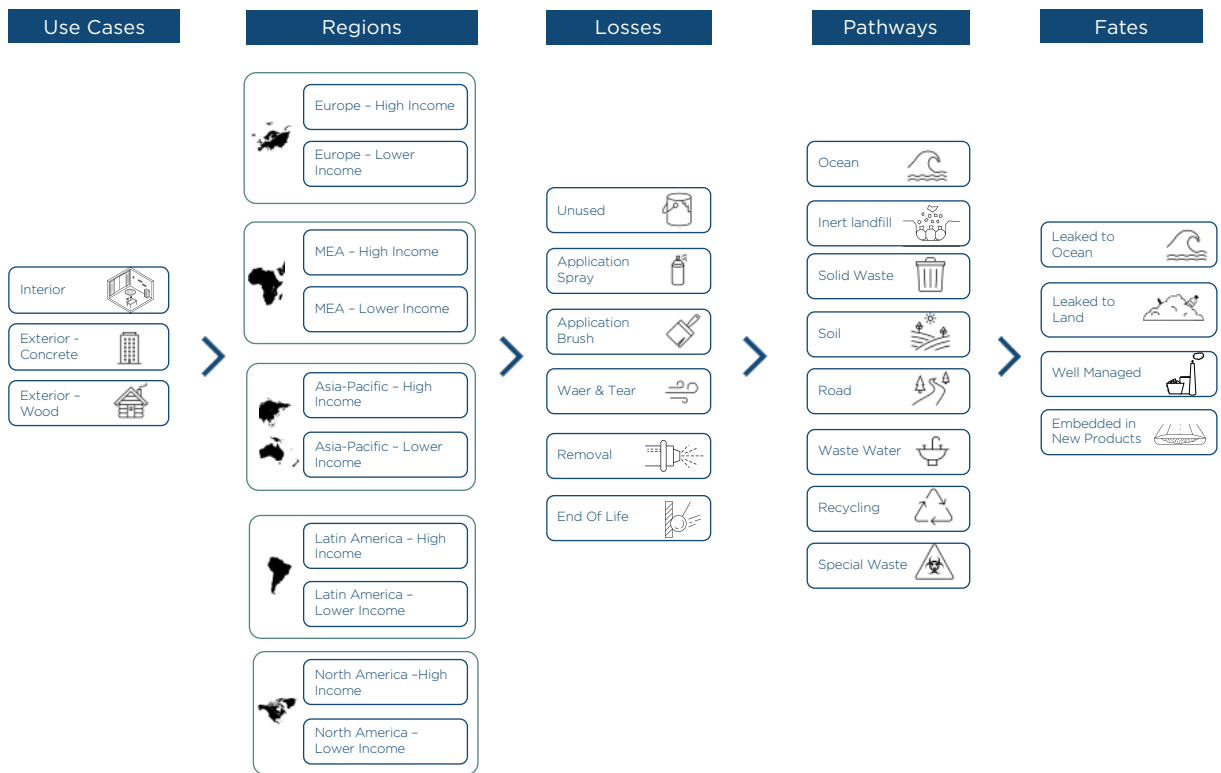 Use Cases
Regions
Losses
Pathways
Fates
Interior
Exterior -
Concrete
Exterior –
Wood
Europe – High Income
Europe – Lower
Income
MEA – High Income
MEA – Lower Income
Asia-Pacific – High
Income
Asia-Pacific – Lower
Income
Latin America – High
Income
Latin America –
Lower Income
North America –High
Income
North America –
Lower Income
Unused
Application
Spray
Application
Brush
Waer & Tear
Removal
End Of Life
Ocean
Inert landfill
Solid Waste
Soil
Road
Waste Water
Recycling
Special Waste
Leaked to
Ocean
Leaked to
Land
Well Managed
Embedded in
New Products